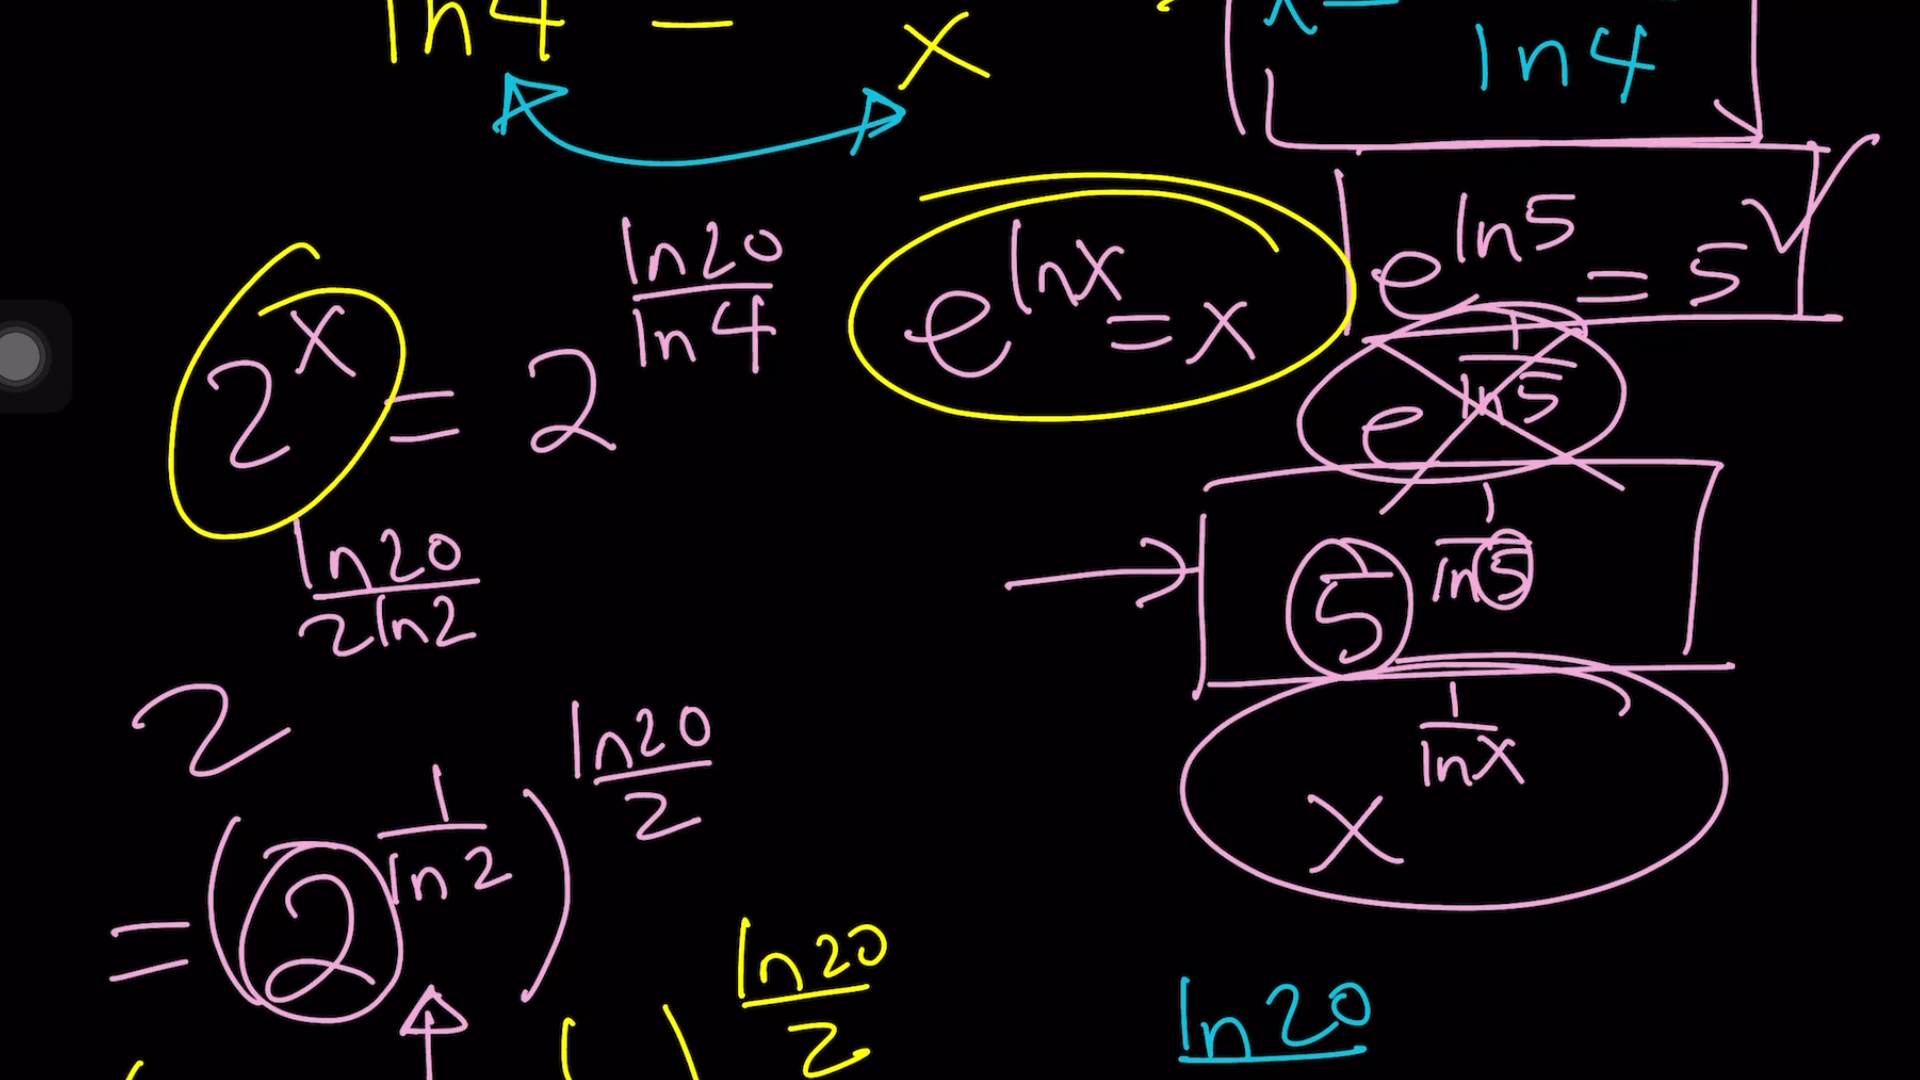 ln4 = x
x = ln4
2^x = 2^(ln20/ln4)
e^(lnx) = x
e^(ln5) = 5 ✓
e^(1/ln5)
2^(ln20/2ln2)
5^(1/ln5)
= (2^(1/ln2))^(ln20/2)
x^(1/lnx)
( )^(ln20/2)
ln20